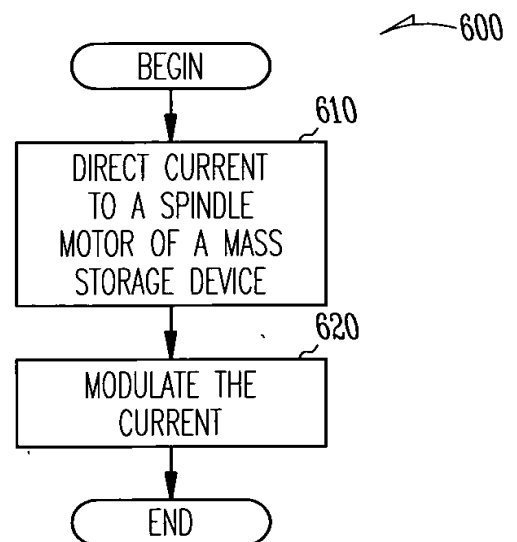 600
BEGIN
610
DIRECT CURRENT
TO A SPINDLE
MOTOR OF A MASS
STORAGE DEVICE
620
MODULATE THE
CURRENT
END